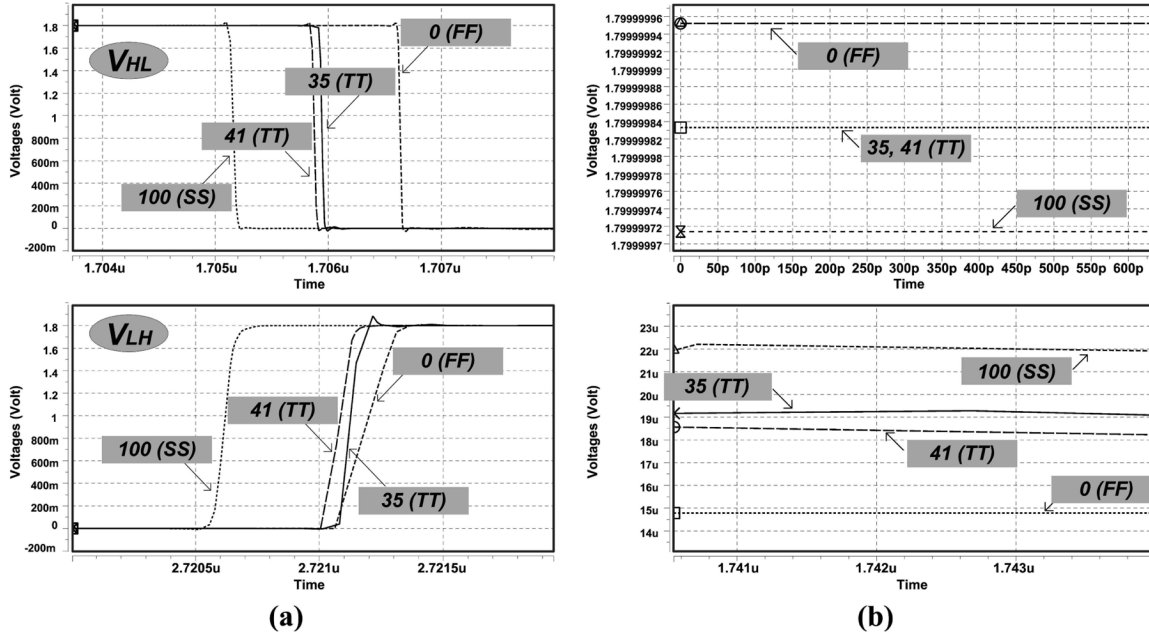 1.8
1.6
1.4
1.2
1
800m
600m
400m
200m
0
-200m
Voltages (Volt)
VHL
0 (FF)
35 (TT)
41 (TT)
100 (SS)
1.704u
1.705u
1.706u
1.707u
Time
1.79999996
1.79999994
1.79999992
1.7999999
1.79999988
1.79999986
1.79999984
1.79999998
1.79999976
1.79999974
1.79999972
1.7999997
Voltages (Volt)
0 (FF)
35, 41 (TT)
100 (SS)
0
50p
100p
150p
200p
250p
300p
350p
400p
450p
500p
550p
600p
Time
1.8
1.6
1.4
1.2
1
800m
600m
400m
200m
0
-200m
Voltages (Volt)
VLH
0 (FF)
41 (TT)
100 (SS)
35 (TT)
2.7205u
2.721u
2.7215u
Time
23u
22u
21u
20u
19u
18u
17u
16u
15u
14u
Voltages (Volt)
100 (SS)
35 (TT)
41 (TT)
0 (FF)
1.741u
1.742u
1.743u
Time
(a)
(b)